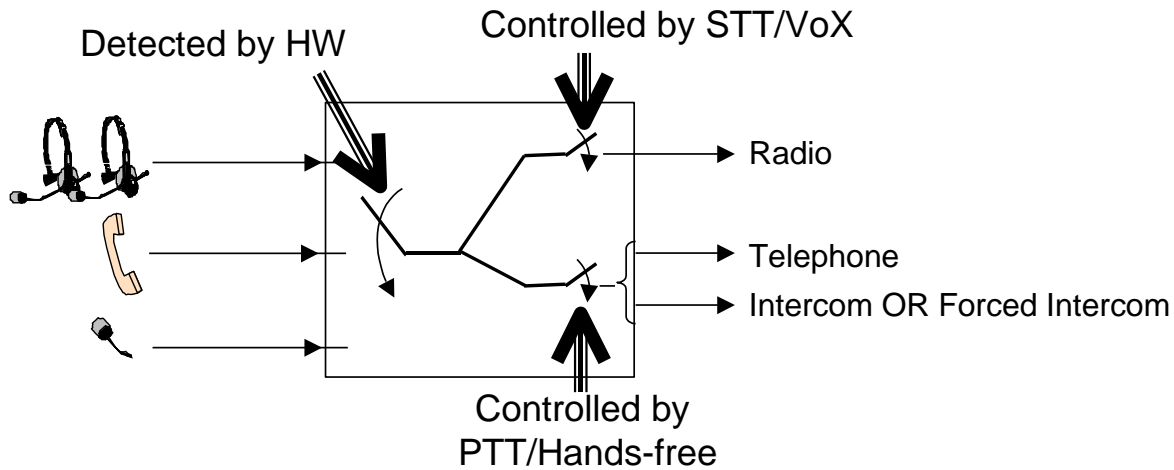 Controlled by STT/VoX
Detected by HW
Radio
Telephone
Intercom OR Forced Intercom
Controlled by
PTT/Hands-free